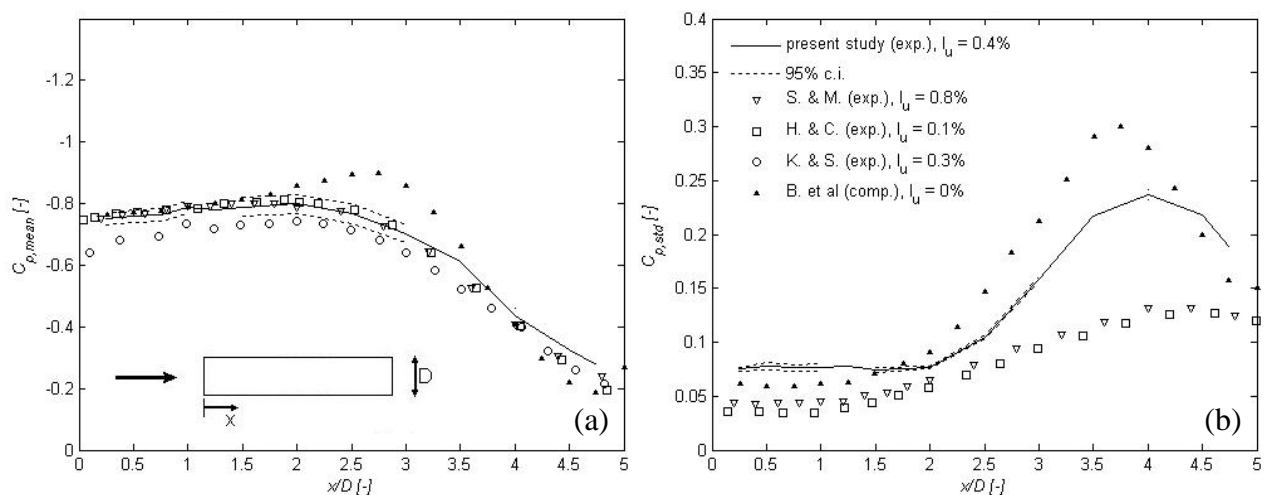 -1.2
-1
-0.8
-0.6
-0.4
-0.2
0
C_p,mean [-]
0 0.5 1 1.5 2 2.5 3 3.5 4 4.5 5
x/D [-]
D
X
(a)
0.4
0.35
0.3
0.25
0.2
0.15
0.1
0.05
0
C_p,std [-]
present study (exp.), I_u = 0.4%
95% c.i.
S. & M. (exp.), I_u = 0.8%
H. & C. (exp.), I_u = 0.1%
K. & S. (exp.), I_u = 0.3%
B. et al (comp.), I_u = 0%
0 0.5 1 1.5 2 2.5 3 3.5 4 4.5 5
x/D [-]
(b)